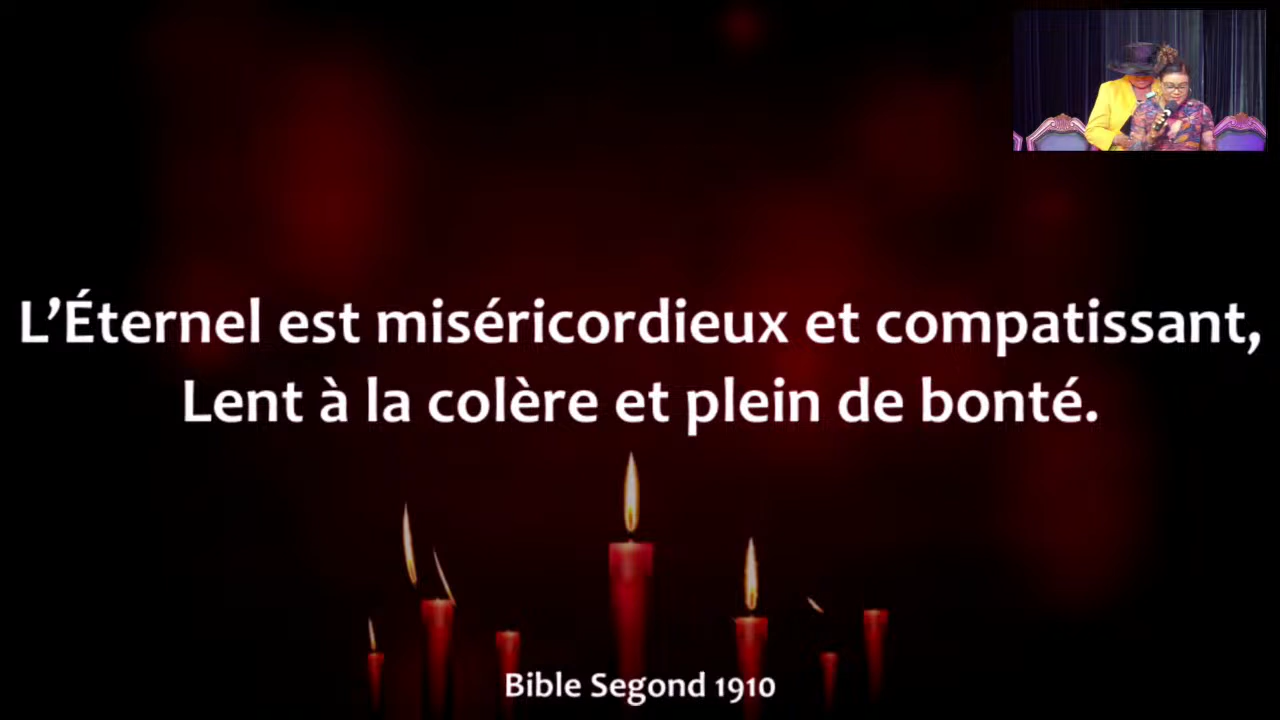 L’Éternel est miséricordieux et compatissant,
Lent à la colère et plein de bonté.
Bible Segond 1910